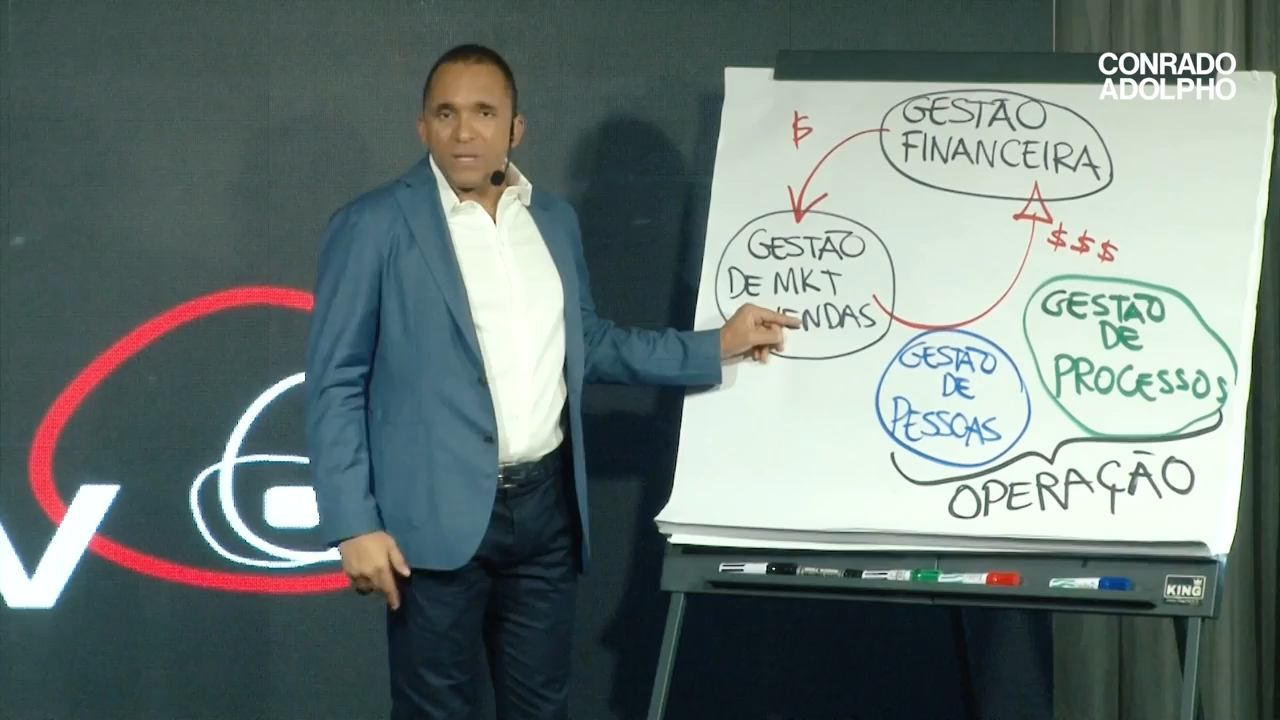 CONRADO
ADOLPHO
GESTÃO
FINANCEIRA
$
GESTÃO
DE MKT
VENDAS
$$$
GESTÃO
DE
PROCESSOS
GESTÃO
DE
PESSOAS
OPERAÇÃO
V
KING